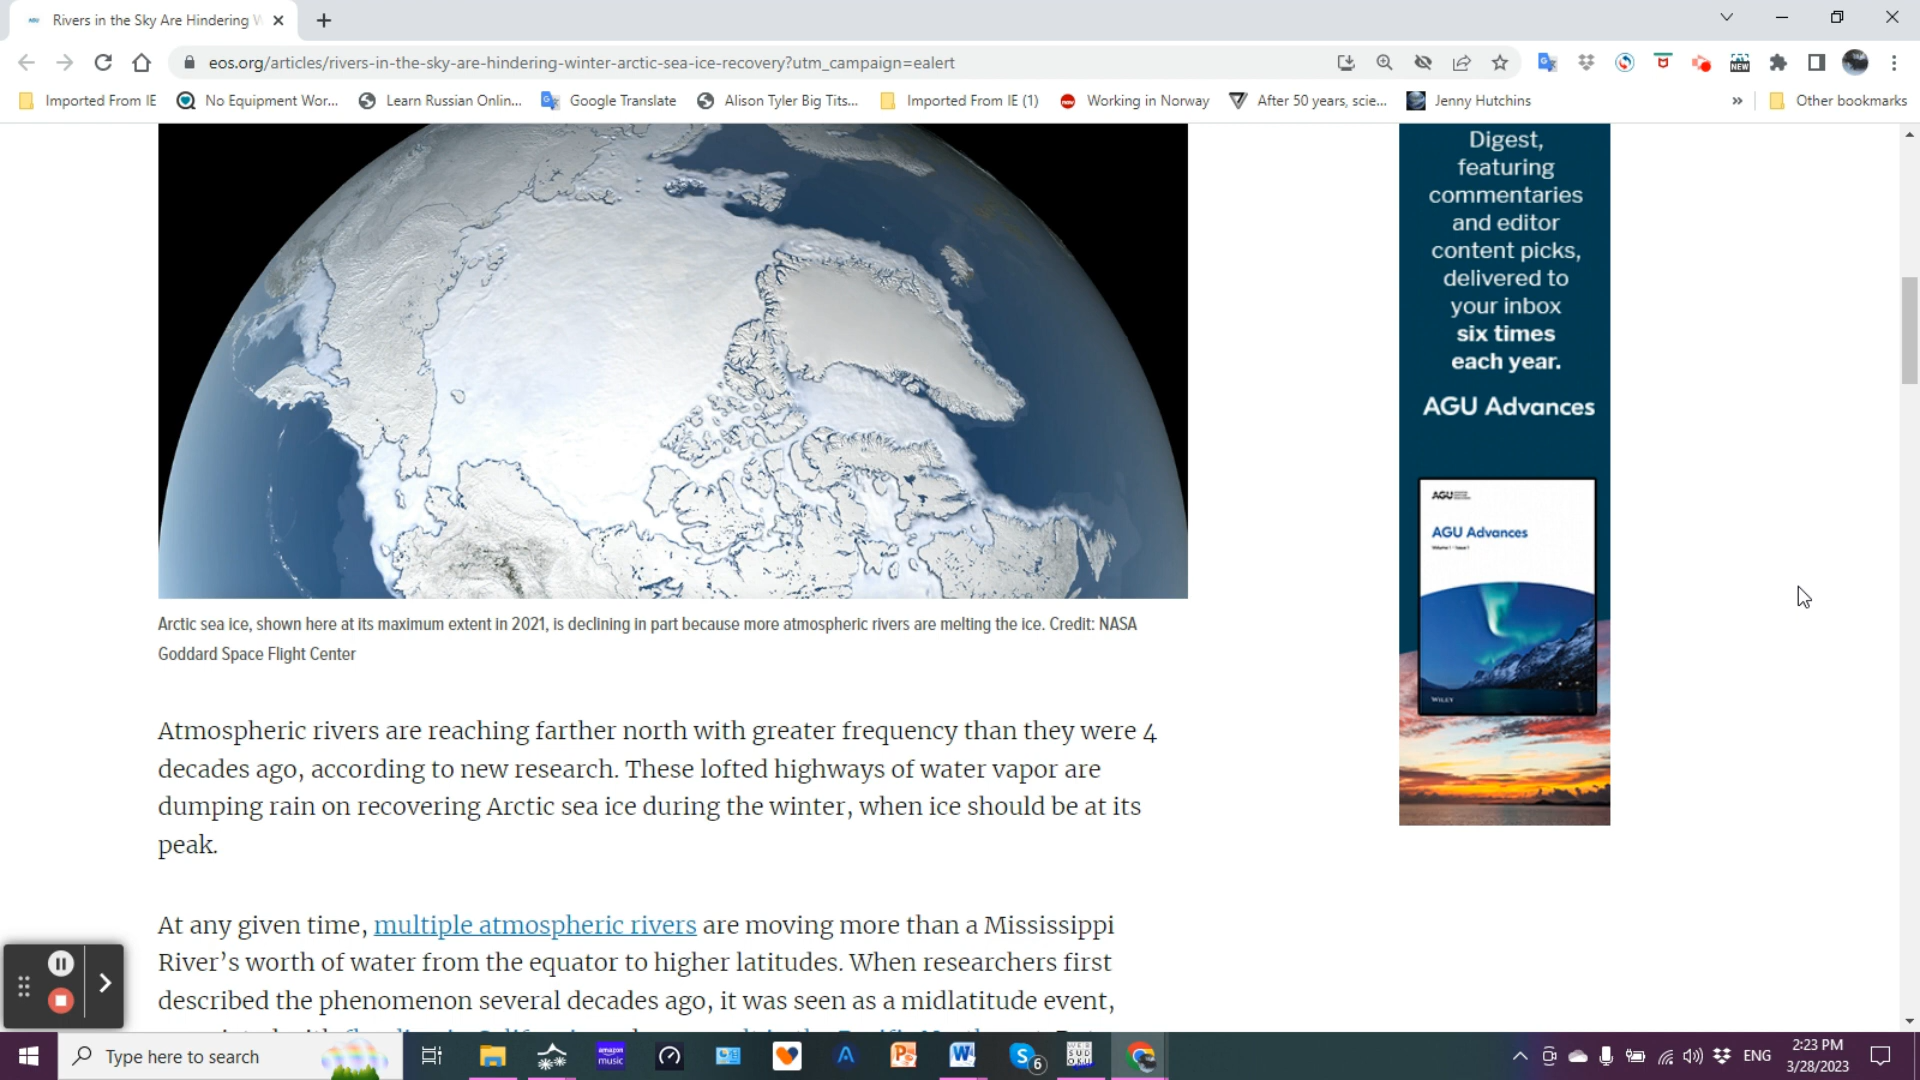 Rivers in the Sky Are Hindering W
eos.org/articles/rivers-in-the-sky-are-hindering-winter-arctic-sea-ice-recovery?utm_campaign=ealert
NEW
Imported From IE
No Equipment Wor...
Learn Russian Onlin...
Google Translate
Alison Tyler Big Tits...
Imported From IE (1)
Working in Norway
After 50 years, scie...
Jenny Hutchins
»
Other bookmarks
Digest,
featuring
commentaries
and editor
content picks,
delivered to
your inbox
six times
each year.
AGU Advances
AGU
AGU Advances
WILEY
Arctic sea ice, shown here at its maximum extent in 2021, is declining in part because more atmospheric rivers are melting the ice. Credit: NASA
Goddard Space Flight Center
Atmospheric rivers are reaching farther north with greater frequency than they were 4
decades ago, according to new research. These lofted highways of water vapor are
dumping rain on recovering Arctic sea ice during the winter, when ice should be at its
peak.
At any given time, multiple atmospheric rivers are moving more than a Mississippi
River’s worth of water from the equator to higher latitudes. When researchers first
described the phenomenon several decades ago, it was seen as a midlatitude event,
Type here to search
amazon
music
6
WEB
SUD
OKU
ENG
2:23 PM
3/28/2023